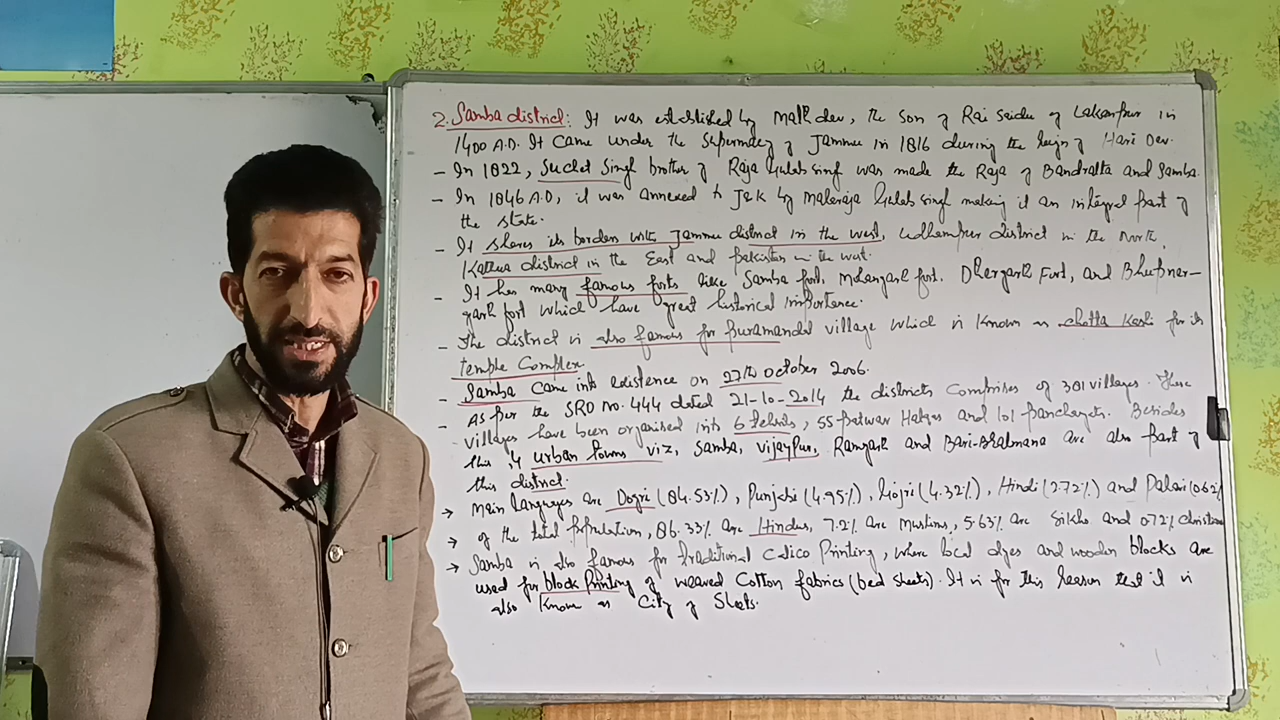 2. Samba district: It was established by Malh dev, the son of Rai Saidu of Lakhanpur in
1400 A.D. It came under the Supermacy of Jammu in 1816 during the reign of Hari Dev.
- In 1822, Suchet Singh brother of Raja Gulab singh was made the Raja of Bandralta and Samba.
- In 1846 A.D, it was annexed to J&K by Maharaja Gulab singh making it an integral part of
the state.
- It shares its borders with Jammu district in the west, Udhampur district in the North,
Kathua district in the East and Pakistan in the west.
- It has many famous forts like Samba fort, Mohangarh fort. Dhergarh Fort, and Bhupner-
garh fort which have great historical importance.
- The district is also famous for Puramandal village which is known as chotta Kashi for its
temple Complex
- Samba Came into existence on 27th October 2006.
- As per the SRO No. 444 dated 21-10-2014 the districts Comprises of 381 villages. These
villages have been organised into 6 tehsils, 55 patwar Halqas and 101 panchayats. Besides
this, 4 urban towns viz, Samba, vijaypur, Ramgarh and Bari-Brahmana are also part of
this district.
→ Main languages are Dogri (84.53%), Punjabi (4.95%), Gojri (4.32%), Hindi (2.72%) and Pahari (0.62%
→ of the total population, 86.33% are Hindus, 7.2% are Muslims, 5.63% are Sikhs and 0.72% Christians
→ Samba is also famous for traditional Calico Printing, where local dyes and wooden blocks are
used for block Printing of weaved Cotton fabrics (bed sheets). It is for this reason that it is
also Known as City of Sheets.